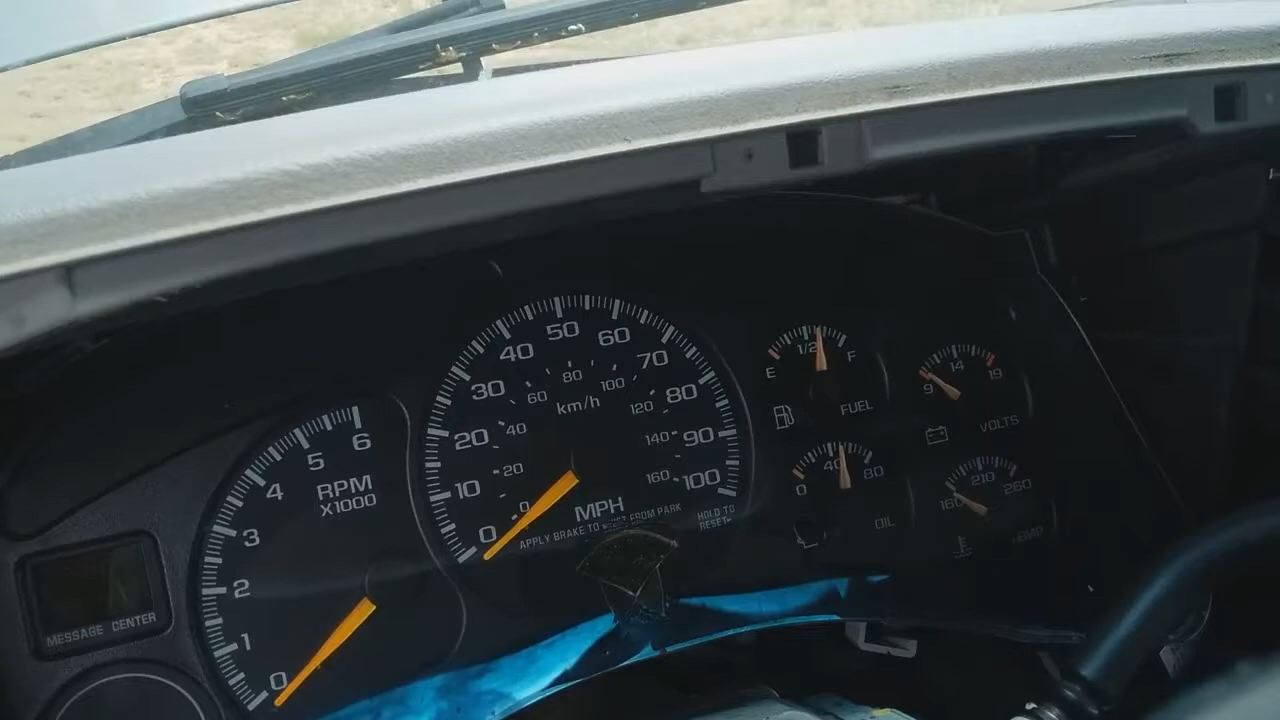 50
40
60
30
70
20
80
10
90
0
100
80
60
100
km/h
120
40
140
20
160
0
MPH
APPLY BRAKE TO SHIFT FROM PARK
HOLD TO
RESET
6
5
4
3
2
1
0
RPM
X1000
MESSAGE CENTER
1/2
E
F
FUEL
14
9
19
VOLTS
40
0
80
OIL
210
160
260
TEMP